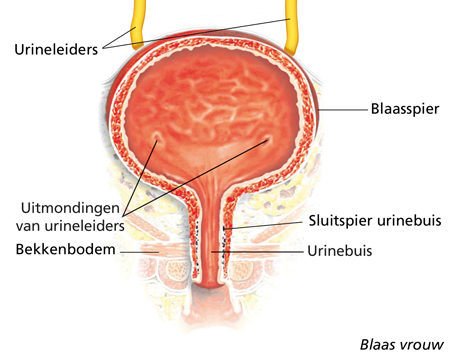 Urineleiders
Blaasspier
Uitmondingen
van urineleiders
Sluitspier urinebuis
Bekkenbodem
Urinebuis
Blaas vrouw